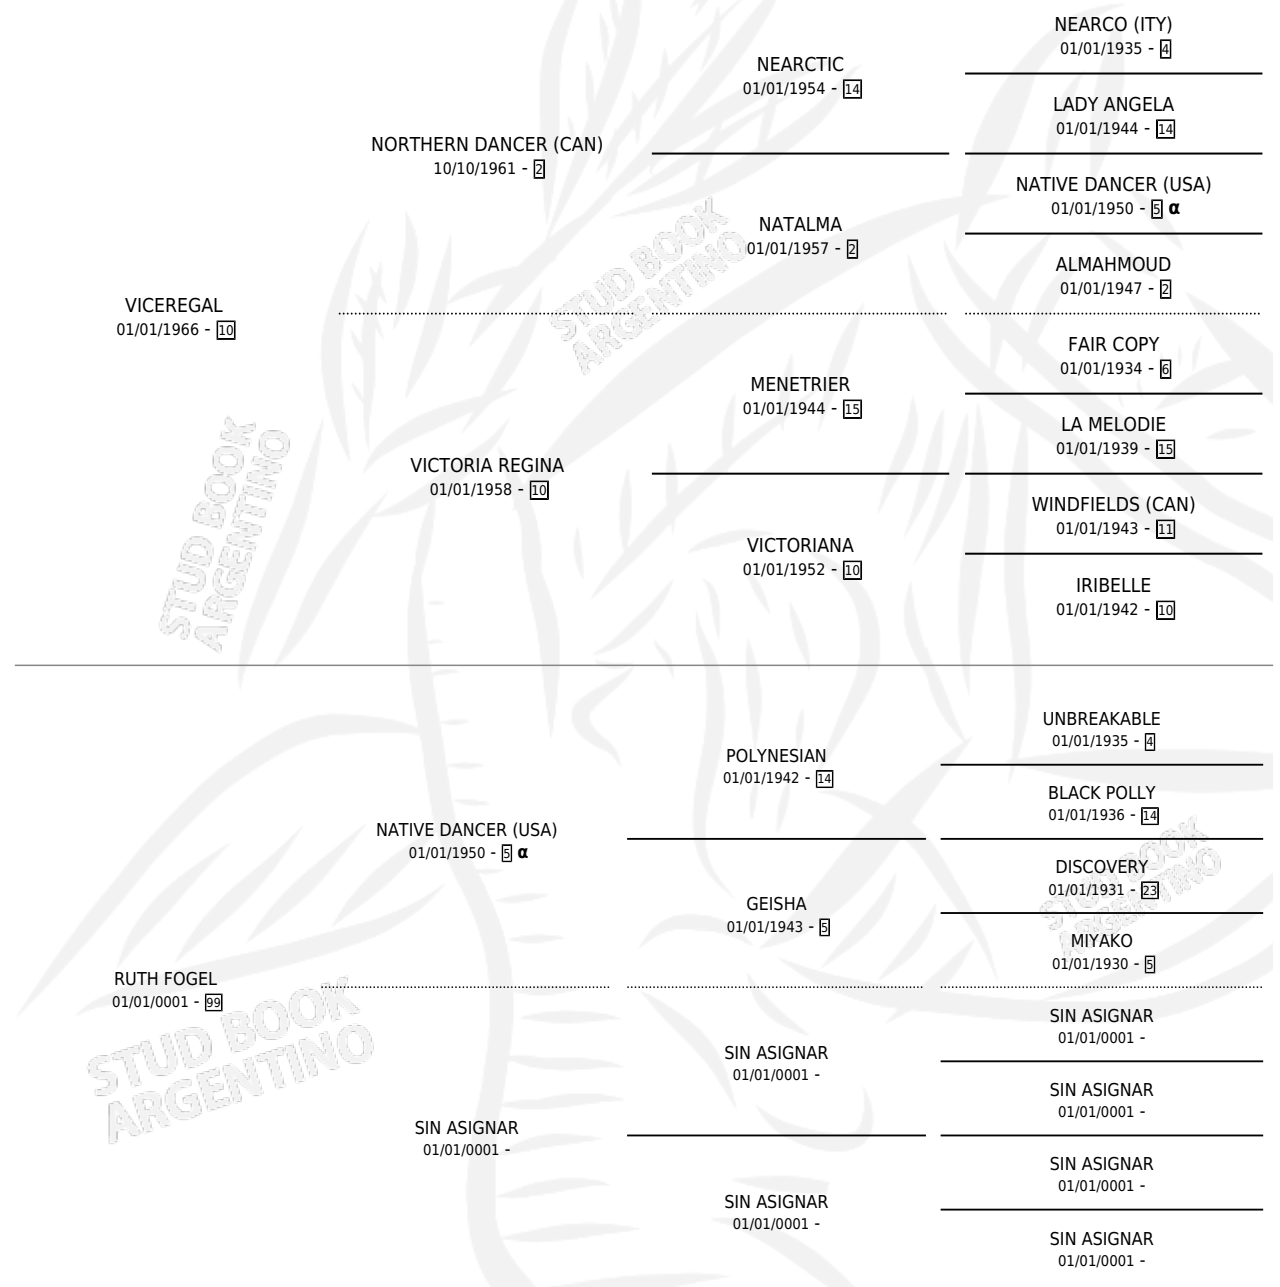 NEARCO (ITY)
01/01/1935 - 4
NEARCTIC
01/01/1954 - 14
LADY ANGELA
01/01/1944 - 14
NORTHERN DANCER (CAN)
10/10/1961 - 2
NATIVE DANCER (USA)
01/01/1950 - 5 α
NATALMA
01/01/1957 - 2
ALMAHMOUD
01/01/1947 - 2
VICEREGAL
01/01/1966 - 10
FAIR COPY
01/01/1934 - 6
MENETRIER
01/01/1944 - 15
LA MELODIE
01/01/1939 - 15
VICTORIA REGINA
01/01/1958 - 10
WINDFIELDS (CAN)
01/01/1943 - 11
VICTORIANA
01/01/1952 - 10
IRIBELLE
01/01/1942 - 10
UNBREAKABLE
01/01/1935 - 4
POLYNESIAN
01/01/1942 - 14
BLACK POLLY
01/01/1936 - 14
NATIVE DANCER (USA)
01/01/1950 - 5 α
DISCOVERY
01/01/1931 - 23
GEISHA
01/01/1943 - 5
MIYAKO
01/01/1930 - 5
RUTH FOGEL
01/01/0001 - 99
SIN ASIGNAR
01/01/0001 -
SIN ASIGNAR
01/01/0001 -
SIN ASIGNAR
01/01/0001 -
SIN ASIGNAR
01/01/0001 -
SIN ASIGNAR
01/01/0001 -
SIN ASIGNAR
01/01/0001 -
SIN ASIGNAR
01/01/0001 -
STUD BOOK
ARGENTINO
STUD BOOK
ARGENTINO
STUD BOOK
ARGENTINO
STUD BOOK
ARGENTINO